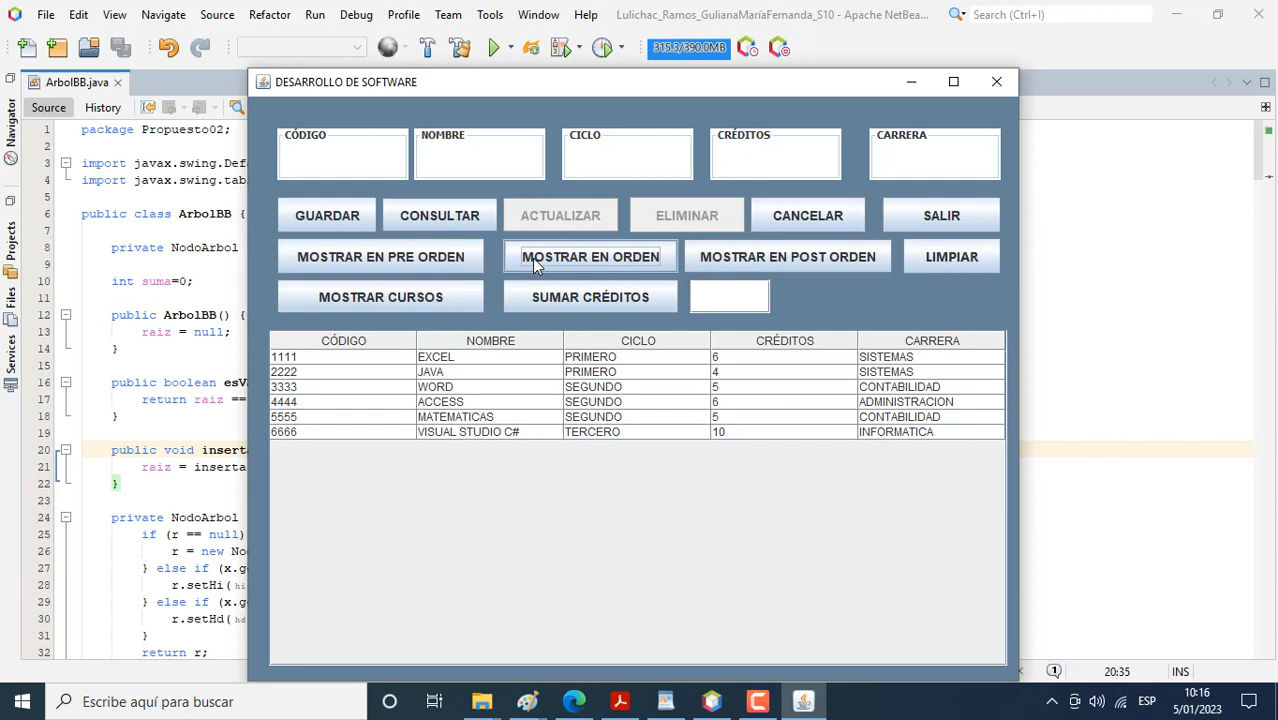 File Edit View Navigate Source Refactor Run Debug Profile Team Tools Window Help Lulichac_Ramos_GulianaMaríaFernanda_S10 - Apache NetBea... Search (Ctrl+I)
315.3/390.0MB
ArbolBB.java
Source History
Navigator
Projects
Files
Services
1 package Propuesto02;
2
3 import javax.swing.Def
4 import javax.swing.tab
5
6 public class ArbolBB {
7
8 private NodoArbol
9
10 int suma=0;
11
12 public ArbolBB() {
13 raiz = null;
14 }
15
16 public boolean esVa
17 return raiz ==
18 }
19
20 public void inserta
21 raiz = inserta
22 }
23
24 private NodoArbol
25 if (r == null)
26 r = new Nod
27 } else if (x.ge
28 r.setHi( hi
29 } else if (x.ge
30 r.setHd( hd
31 }
32 return r;
DESARROLLO DE SOFTWARE
CÓDIGO NOMBRE CICLO CRÉDITOS CARRERA
GUARDAR CONSULTAR ACTUALIZAR ELIMINAR CANCELAR SALIR
MOSTRAR EN PRE ORDEN MOSTRAR EN ORDEN MOSTRAR EN POST ORDEN LIMPIAR
MOSTRAR CURSOS SUMAR CRÉDITOS
CÓDIGO NOMBRE CICLO CRÉDITOS CARRERA
1111 EXCEL PRIMERO 6 SISTEMAS
2222 JAVA PRIMERO 4 SISTEMAS
3333 WORD SEGUNDO 5 CONTABILIDAD
4444 ACCESS SEGUNDO 6 ADMINISTRACION
5555 MATEMATICAS SEGUNDO 5 CONTABILIDAD
6666 VISUAL STUDIO C# TERCERO 10 INFORMATICA
1 20:35 INS
Escribe aquí para buscar
ESP
10:16
5/01/2023